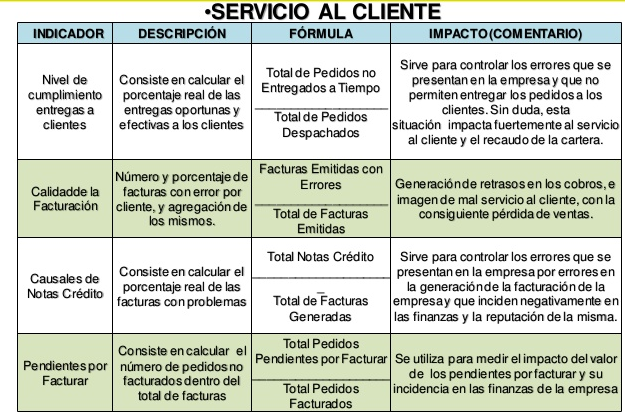 •SERVICIO AL CLIENTE
INDICADOR
DESCRIPCIÓN
FÓRMULA
IMPACTO (COMENTARIO)
Nivel de
cumplimiento
entregas a
clientes
Consiste en calcular el
porcentaje real de las
entregas oportunas y
efectivas a los clientes
Total de Pedidos no
Entregados a Tiempo
Total de Pedidos
Despachados
Sirve para controlar los errores que se
presentan en la empresa y que no
permiten entregar los pedidos a los
clientes. Sin duda, esta
situación impacta fuertemente al servicio
al cliente y el recaudo de la cartera.
Calidadde la
Facturación
Número y porcentaje de
facturas con error por
cliente, y agregación de
los mismos.
Facturas Emitidas con
Errores
Total de Facturas
Emitidas
Generación de retrasos en los cobros, e
imagen de mal servicio al cliente, con la
consiguiente pérdida de ventas.
Causales de
Notas Crédito
Consiste en calcular el
porcentaje real de las
facturas con problemas
Total Notas Crédito
Total de Facturas
Generadas
Sirve para controlar los errores que se
presentan en la empresa por errores en
la generación de la facturación de la
empresa y que inciden negativamente en
las finanzas y la reputación de la misma.
Pendientes por
Facturar
Consiste en calcular el
número de pedidos no
facturados dentro del
total de facturas
Total Pedidos
Pendientes por Facturar
Total Pedidos
Facturados
Se utiliza para medir el impacto del valor
de los pendientes por facturar y su
incidencia en las finanzas de la empresa